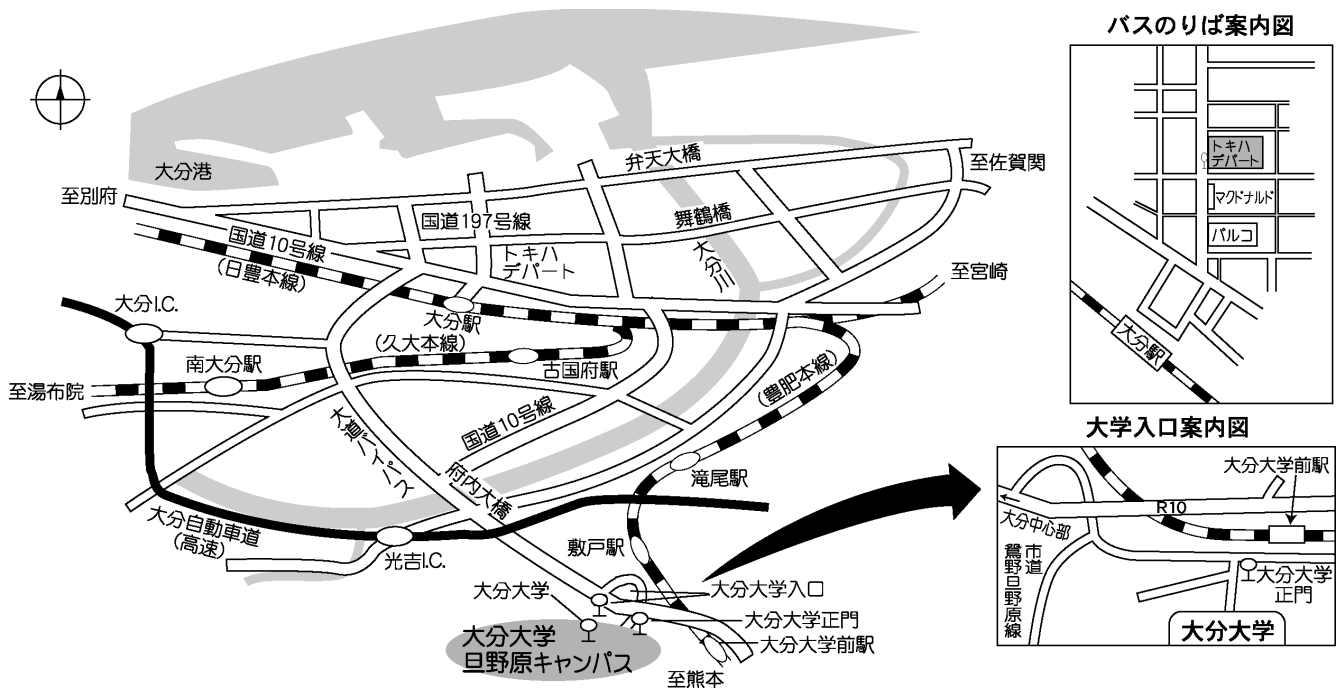 バスのりば案内図
トキハ
デパート
マクドナルド
パルコ
大分駅
大分港
至別府
弁天大橋
至佐賀関
国道197号線
舞鶴橋
国道10号線
(日豊本線)
トキハ
デパート
大分川
至宮崎
大分I.C.
大分駅
(久大本線)
南大分駅
古国府駅
至湯布院
(豊肥本線)
国道10号線
大道バイパス
府内大橋
滝尾駅
大分自動車道
(高速)
光吉I.C.
敷戸駅
大分大学
大分大学入口
大分大学正門
大分大学前駅
大分大学
旦野原キャンパス
至熊本
大学入口案内図
大分大学前駅
R10
大分中心部
市道
鴛野旦野原線
大分大学
正門
大分大学